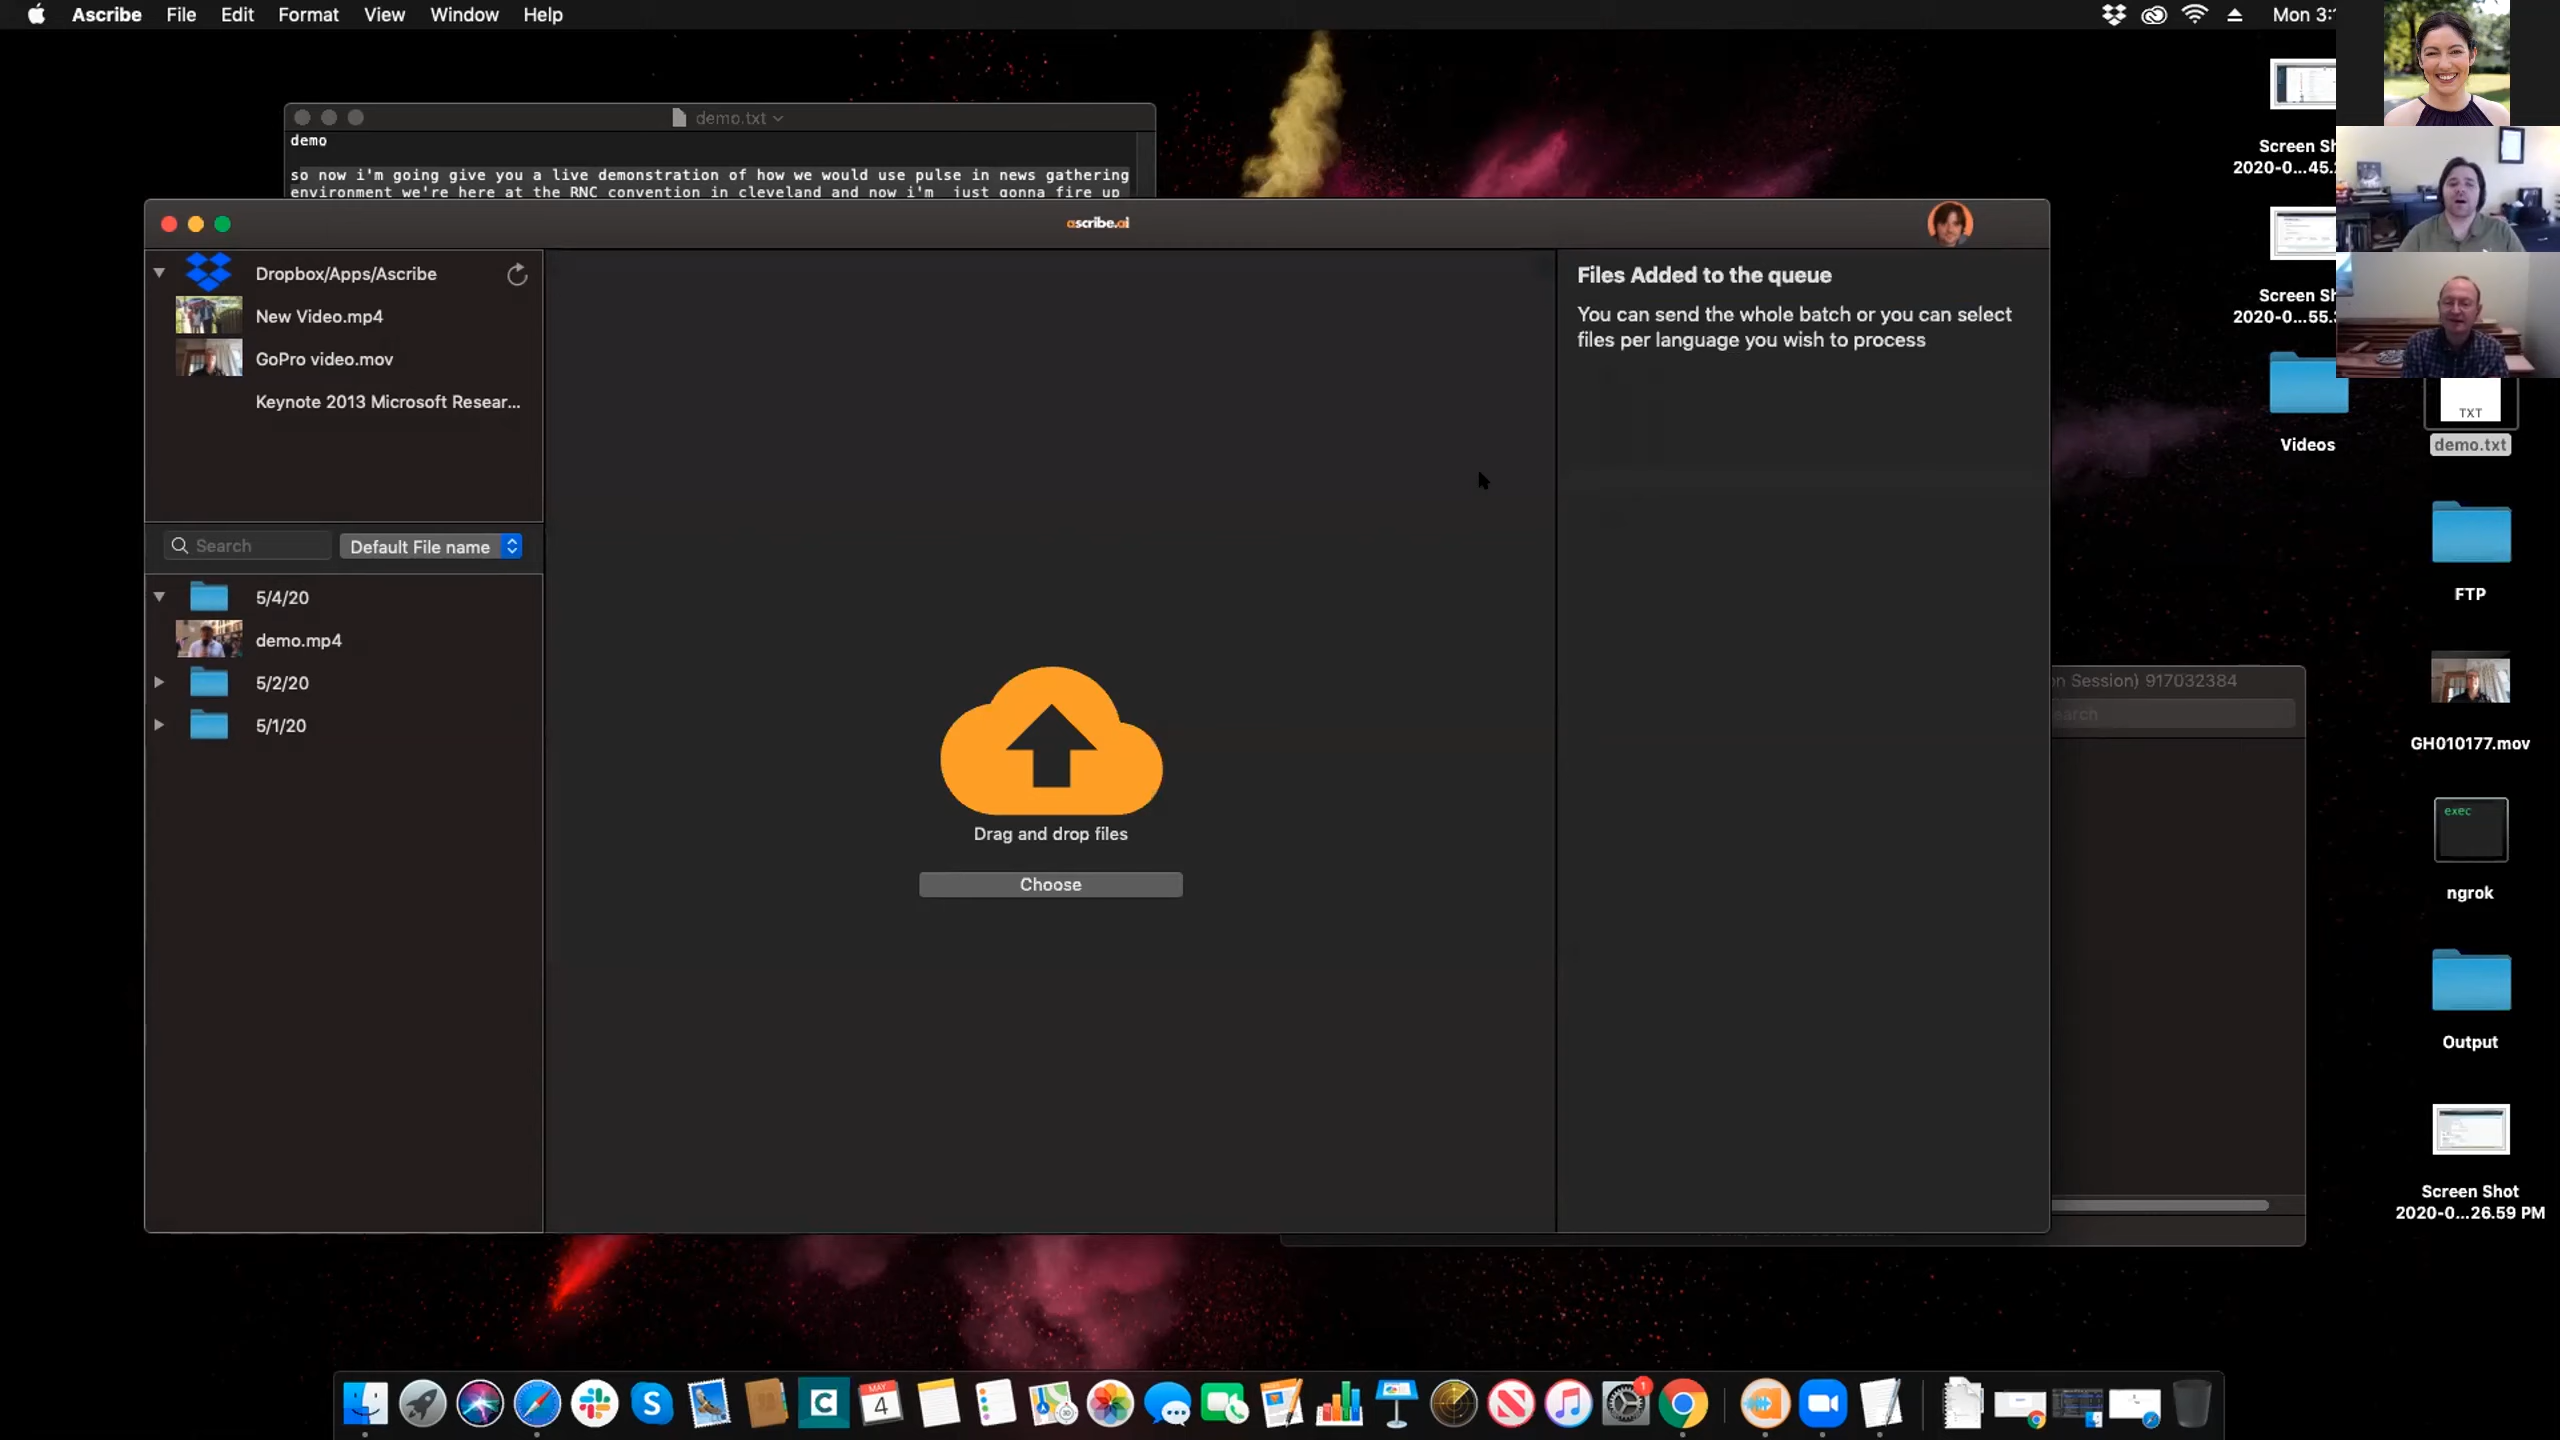 Ascribe File Edit Format View Window Help
Mon 3:
demo.txt
demo
so now i'm going give you a live demonstration of how we would use pulse in news gathering
environment we're here at the RNC convention in cleveland and now i'm just gonna fire up
ascribe.ai
Dropbox/Apps/Ascribe
New Video.mp4
GoPro video.mov
Keynote 2013 Microsoft Resear...
Search
Default File name
5/4/20
demo.mp4
5/2/20
5/1/20
Drag and drop files
Choose
Files Added to the queue
You can send the whole batch or you can select
files per language you wish to process
on Session) 917032384
earch
Screen Sh
2020-0...45.
Screen Sh
2020-0...55.
Videos
TXT
demo.txt
FTP
GH010177.mov
exec
ngrok
Output
Screen Shot
2020-0...26.59 PM
MAY
4
1